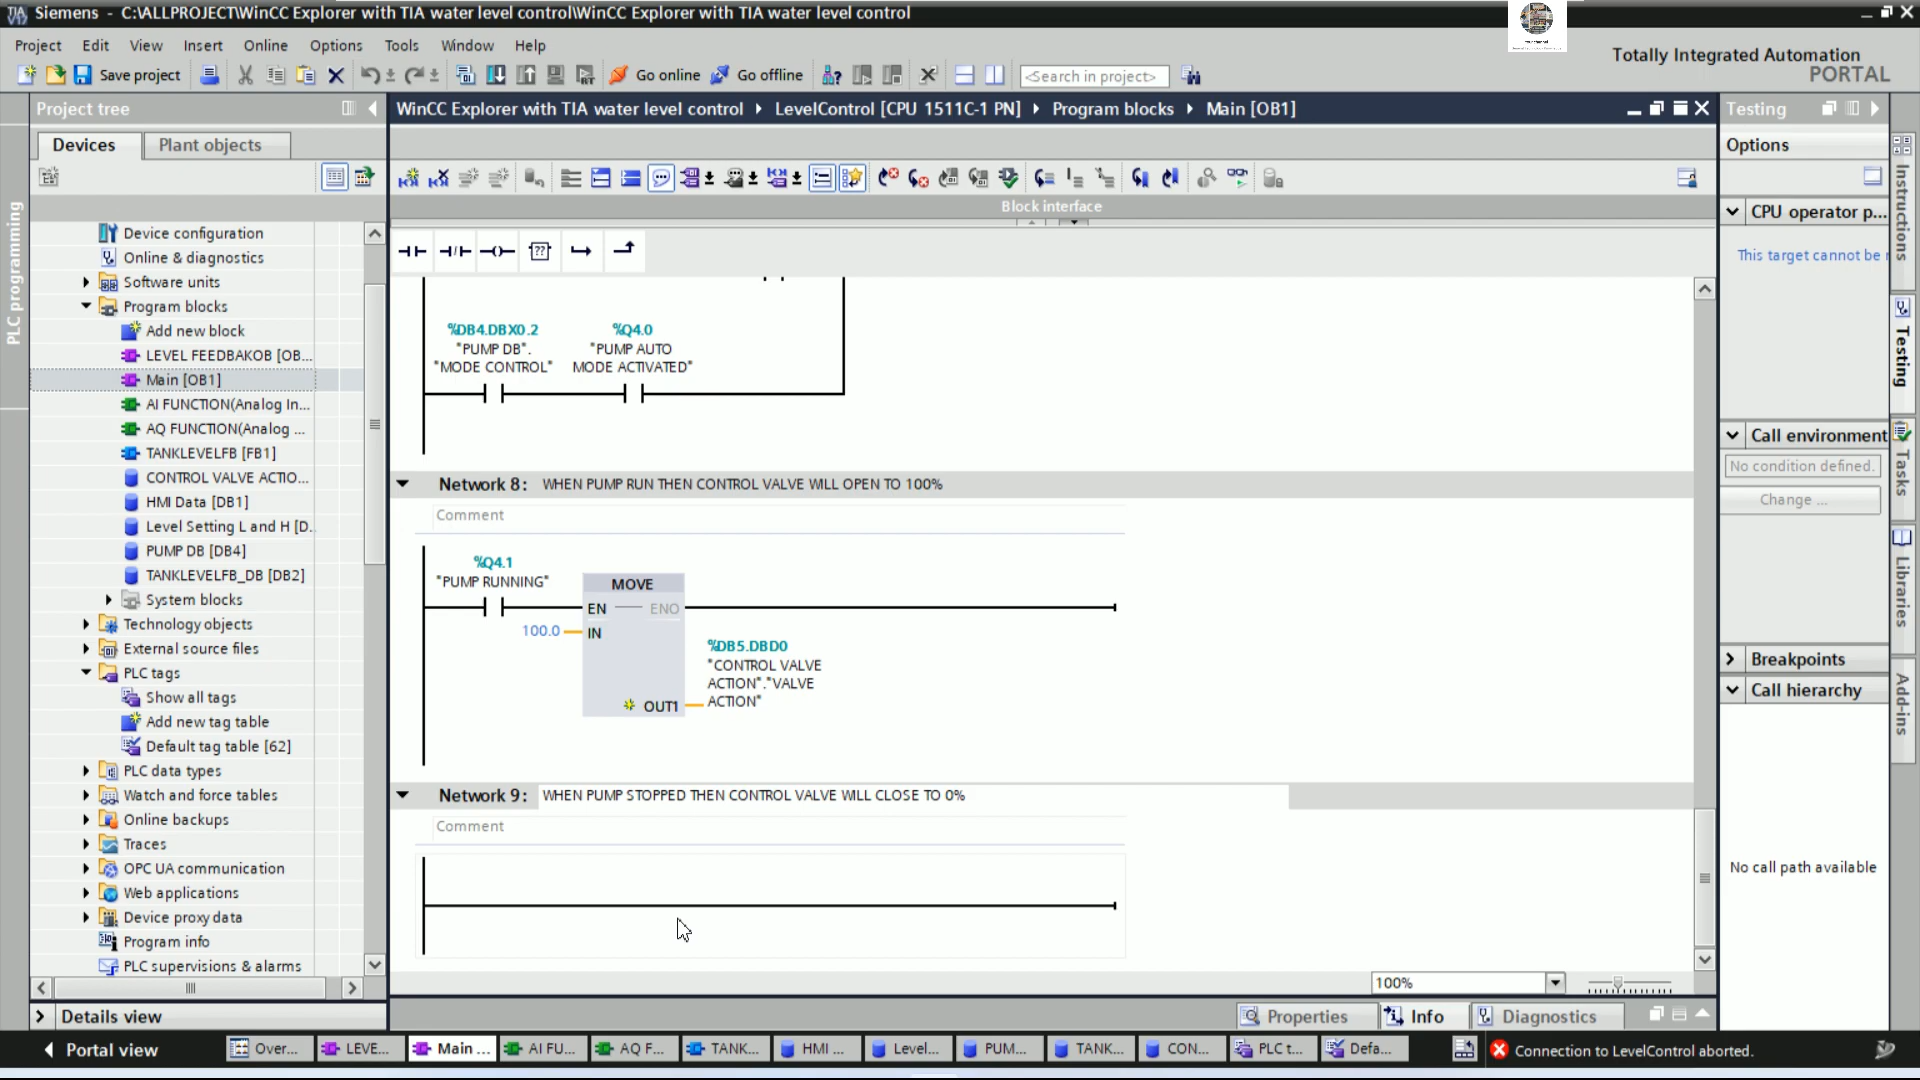 Siemens - C:\ALLPROJECT\WinCC Explorer with TIA water level control\WinCC Explorer with TIA water level control
Project Edit View Insert Online Options Tools Window Help
Totally Integrated Automation
PORTAL
Save project
Go online
Go offline
<Search in project>
Project tree
WinCC Explorer with TIA water level control
LevelControl [CPU 1511C-1 PN]
Program blocks
Main [OB1]
Testing
Devices
Plant objects
Options
Block interface
PLC programming
Device configuration
Online & diagnostics
Software units
Program blocks
Add new block
LEVEL FEEDBAKOB [OB...
Main [OB1]
AI FUNCTION(Analog In...
AQ FUNCTION(Analog ...
TANKLEVELFB [FB1]
CONTROL VALVE ACTIO...
HMI Data [DB1]
Level Setting L and H [D...
PUMP DB [DB4]
TANKLEVELFB_DB [DB2]
System blocks
Technology objects
External source files
PLC tags
Show all tags
Add new tag table
Default tag table [62]
PLC data types
Watch and force tables
Online backups
Traces
OPC UA communication
Web applications
Device proxy data
Program info
PLC supervisions & alarms
Details view
??
%DB4.DBX0.2
"PUMP DB".
"MODE CONTROL"
%Q4.0
"PUMP AUTO
MODE ACTIVATED"
Network 8: WHEN PUMP RUN THEN CONTROL VALVE WILL OPEN TO 100%
Comment
%Q4.1
"PUMP RUNNING"
MOVE
EN ENO
100.0 IN
OUT1
%DB5.DBD0
"CONTROL VALVE
ACTION"."VALVE
ACTION"
Network 9: WHEN PUMP STOPPED THEN CONTROL VALVE WILL CLOSE TO 0%
Comment
100%
Properties
Info
Diagnostics
CPU operator p...
This target cannot be
Call environment
No condition defined.
Change ...
Breakpoints
Call hierarchy
No call path available
Instructions
Testing
Tasks
Libraries
Add-ins
Portal view
Over...
LEVE...
Main ...
AI FU...
AQ F...
TANK...
HMI ...
Level...
PUM...
TANK...
CON...
PLC t...
Defa...
Connection to LevelControl aborted.